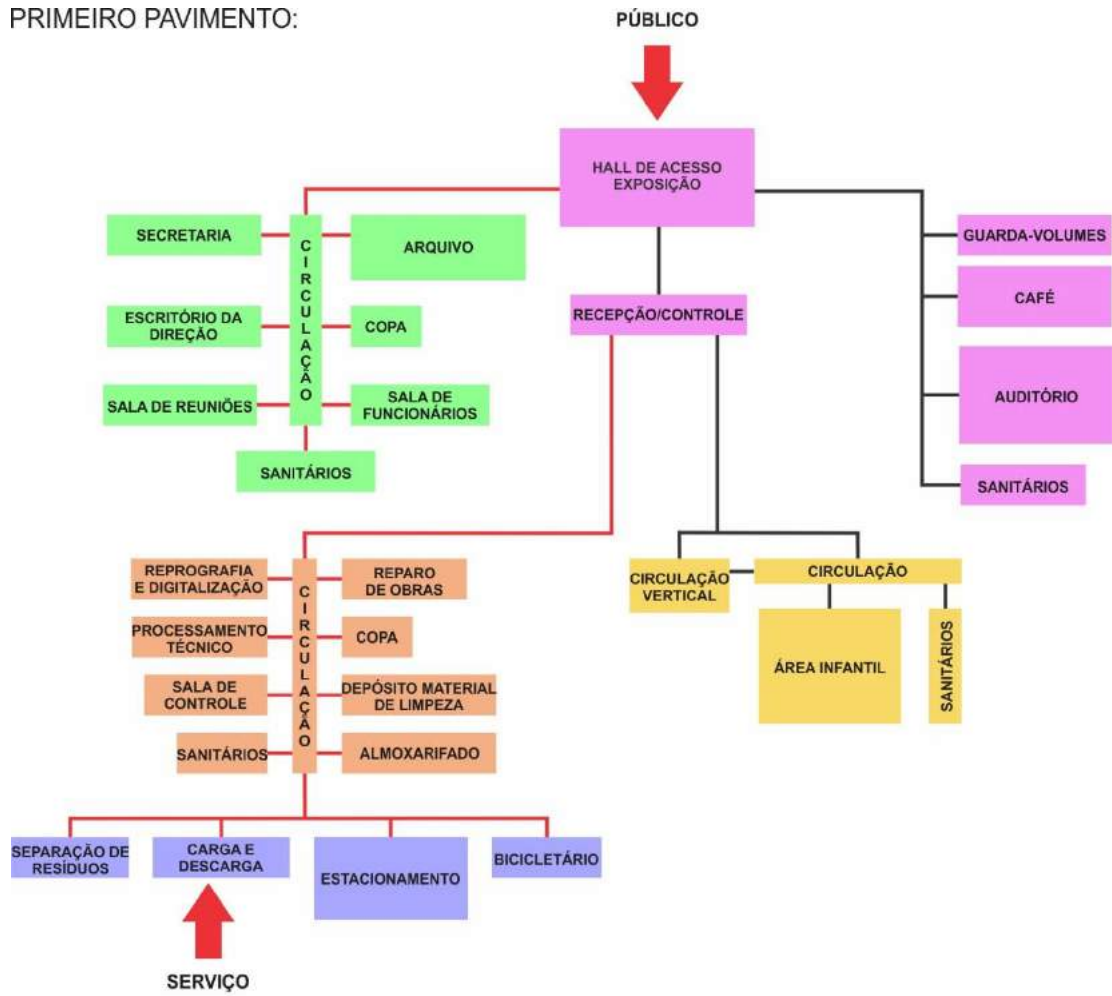 PRIMEIRO PAVIMENTO:
PÚBLICO
HALL DE ACESSO
EXPOSIÇÃO
SECRETARIA
CIRCULAÇÃO
ARQUIVO
ESCRITÓRIO DA
DIREÇÃO
COPA
SALA DE REUNIÕES
SALA DE
FUNCIONÁRIOS
SANITÁRIOS
RECEPÇÃO/CONTROLE
GUARDA-VOLUMES
CAFÉ
AUDITÓRIO
SANITÁRIOS
REPROGRAFIA
E DIGITALIZAÇÃO
CIRCULAÇÃO
REPARO
DE OBRAS
PROCESSAMENTO
TÉCNICO
COPA
SALA DE
CONTROLE
DEPÓSITO MATERIAL
DE LIMPEZA
SANITÁRIOS
ALMOXARIFADO
CIRCULAÇÃO
VERTICAL
CIRCULAÇÃO
ÁREA INFANTIL
SANITÁRIOS
SEPARAÇÃO DE
RESÍDUOS
CARGA E
DESCARGA
ESTACIONAMENTO
BICICLETÁRIO
SERVIÇO